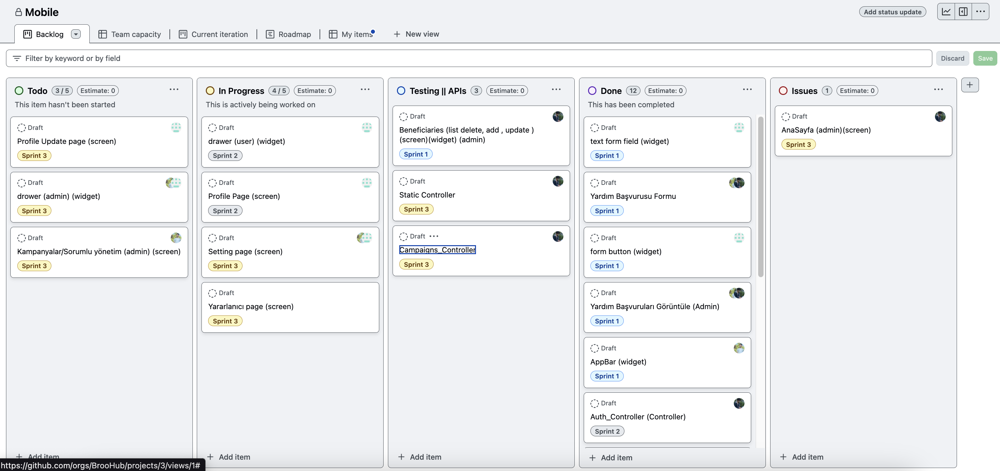 Mobile
Add status update
Backlog
Team capacity
Current iteration
Roadmap
My items
New view
Filter by keyword or by field
Discard
Save
Todo 3 / 5 Estimate: 0
This item hasn't been started
Draft
Profile Update page (screen)
Sprint 3
Draft
drower (admin) (widget)
Sprint 3
Draft
Kampanyalar/Sorumlu yönetim (admin) (screen)
Sprint 3
Add item
In Progress 4 / 5 Estimate: 0
This is actively being worked on
Draft
drawer (user) (widget)
Sprint 2
Draft
Profile Page (screen)
Sprint 2
Draft
Setting page (screen)
Sprint 3
Draft
Yararlanıcı page (screen)
Sprint 3
Add item
Testing || APIs 3 Estimate: 0
Draft
Beneficiaries (list delete, add , update )
(screen)(widget) (admin)
Sprint 1
Draft
Static Controller
Sprint 3
Draft
Campaigns_Controller
Sprint 3
Add item
Done 12 Estimate: 0
This has been completed
Draft
text form field (widget)
Sprint 1
Draft
Yardım Başvurusu Formu
Sprint 1
Draft
form button (widget)
Sprint 1
Draft
Yardım Başvuruları Görüntüle (Admin)
Sprint 1
Draft
AppBar (widget)
Sprint 1
Draft
Auth_Controller (Controller)
Sprint 2
Add item
Issues 1 Estimate: 0
Draft
AnaSayfa (admin)(screen)
Sprint 3
Add item
https://github.com/orgs/BrooHub/projects/3/views/1#